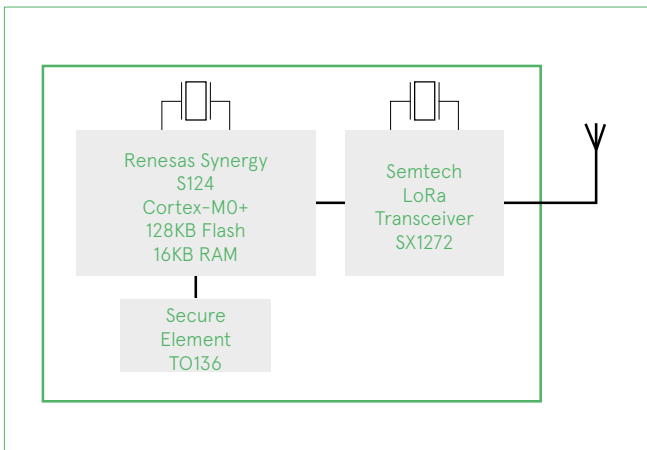 Renesas Synergy
S124
Cortex-M0+
128KB Flash
16KB RAM
Semtech
LoRa
Transceiver
SX1272
Secure
Element
TO136